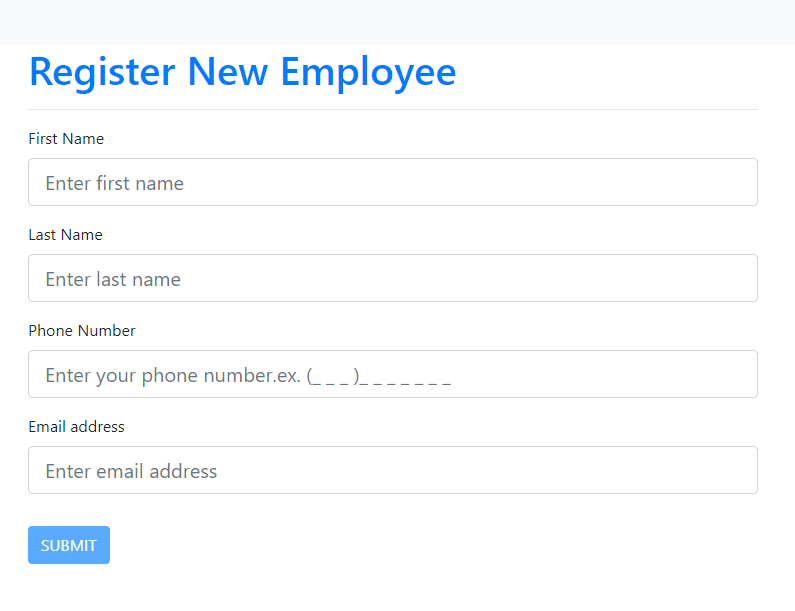 Register New Employee
First Name
Enter first name
Last Name
Enter last name
Phone Number
Enter your phone number.ex. (_ _ _ )_ _ _ _ _ _ _
Email address
Enter email address
SUBMIT